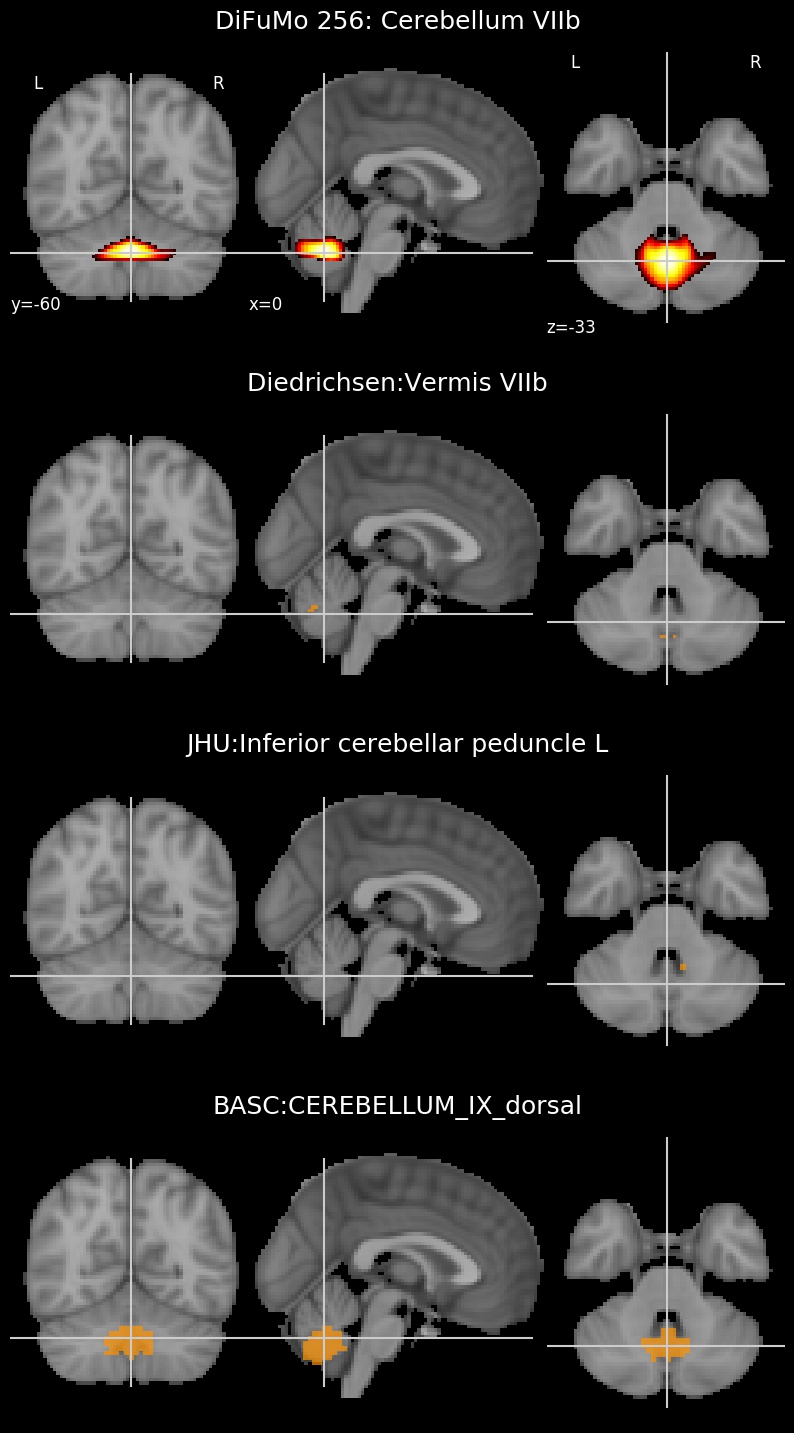 DiFuMo 256: Cerebellum VIIb
L R L R
y=-60 x=0 z=-33
Diedrichsen:Vermis VIIb
JHU:Inferior cerebellar peduncle L
BASC:CEREBELLUM_IX_dorsal